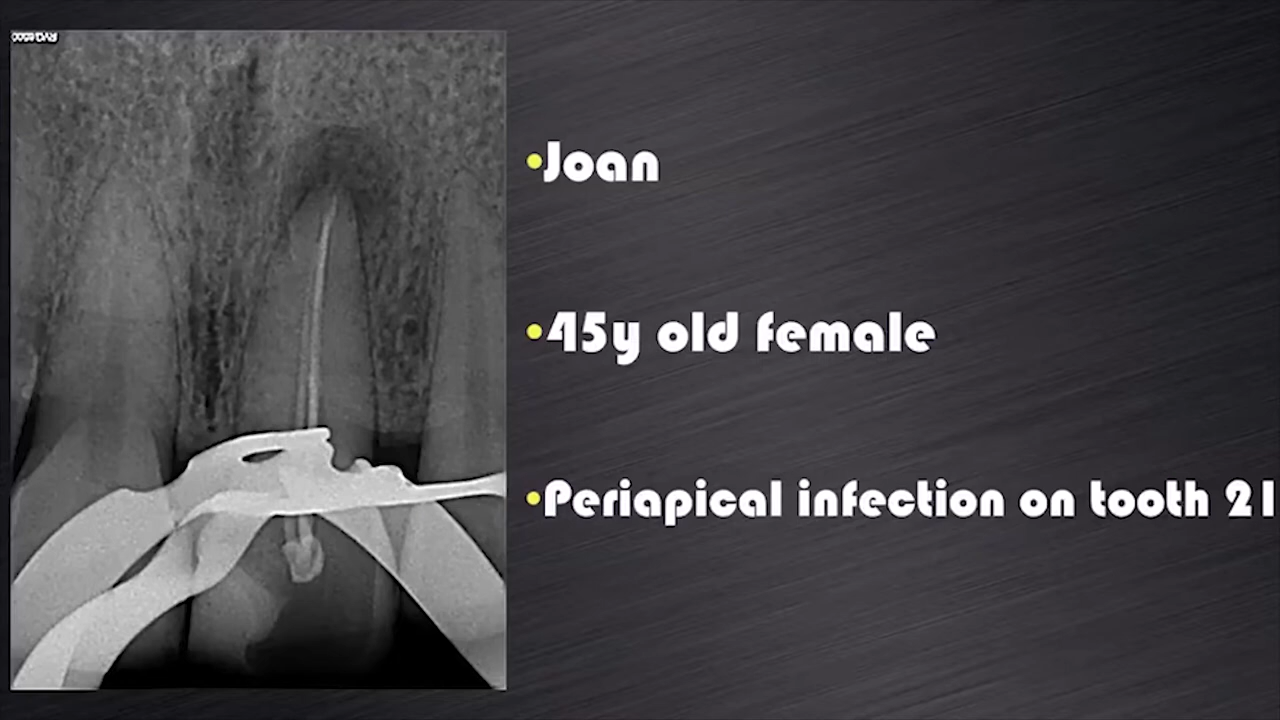 •Joan
•45y old female
•Periapical infection on tooth 21